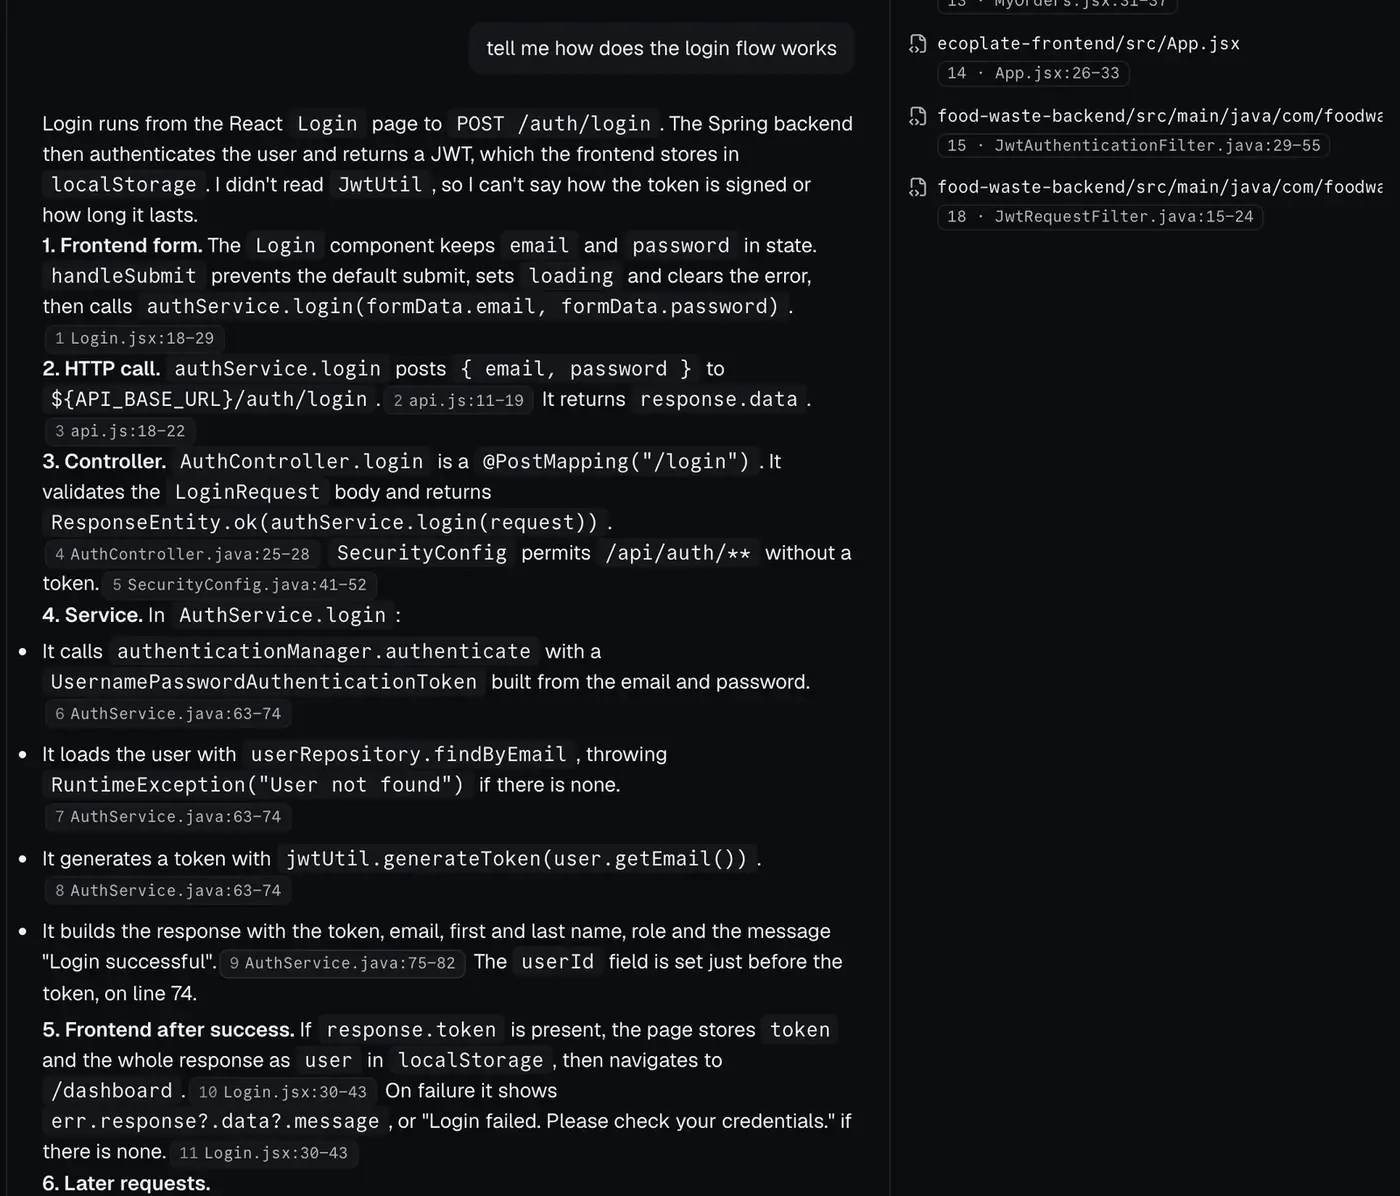 tell me how does the login flow works
Login runs from the React Login page to POST /auth/login . The Spring backend
then authenticates the user and returns a JWT, which the frontend stores in
localStorage . I didn't read JwtUtil , so I can't say how the token is signed or
how long it lasts.
1. Frontend form. The Login component keeps email and password in state.
handleSubmit prevents the default submit, sets loading and clears the error,
then calls authService.login(formData.email, formData.password) .
1 Login.jsx:18–29
2. HTTP call. authService.login posts { email, password } to
${API_BASE_URL}/auth/login . 2 api.js:11–19 It returns response.data .
3 api.js:18–22
3. Controller. AuthController.login is a @PostMapping("/login") . It
validates the LoginRequest body and returns
ResponseEntity.ok(authService.login(request)) .
4 AuthController.java:25–28 SecurityConfig permits /api/auth/** without a
token. 5 SecurityConfig.java:41–52
4. Service. In AuthService.login :
• It calls authenticationManager.authenticate with a
UsernamePasswordAuthenticationToken built from the email and password.
6 AuthService.java:63–74
• It loads the user with userRepository.findByEmail , throwing
RuntimeException("User not found") if there is none.
7 AuthService.java:63–74
• It generates a token with jwtUtil.generateToken(user.getEmail()) .
8 AuthService.java:63–74
• It builds the response with the token, email, first and last name, role and the message
"Login successful". 9 AuthService.java:75–82 The userId field is set just before the
token, on line 74.
5. Frontend after success. If response.token is present, the page stores token
and the whole response as user in localStorage , then navigates to
/dashboard . 10 Login.jsx:30–43 On failure it shows
err.response?.data?.message , or "Login failed. Please check your credentials." if
there is none. 11 Login.jsx:30–43
6. Later requests.
13 · MyOrders.jsx:31–37
ecoplate-frontend/src/App.jsx
14 · App.jsx:26–33
food-waste-backend/src/main/java/com/foodwa
15 · JwtAuthenticationFilter.java:29–55
food-waste-backend/src/main/java/com/foodwa
18 · JwtRequestFilter.java:15–24